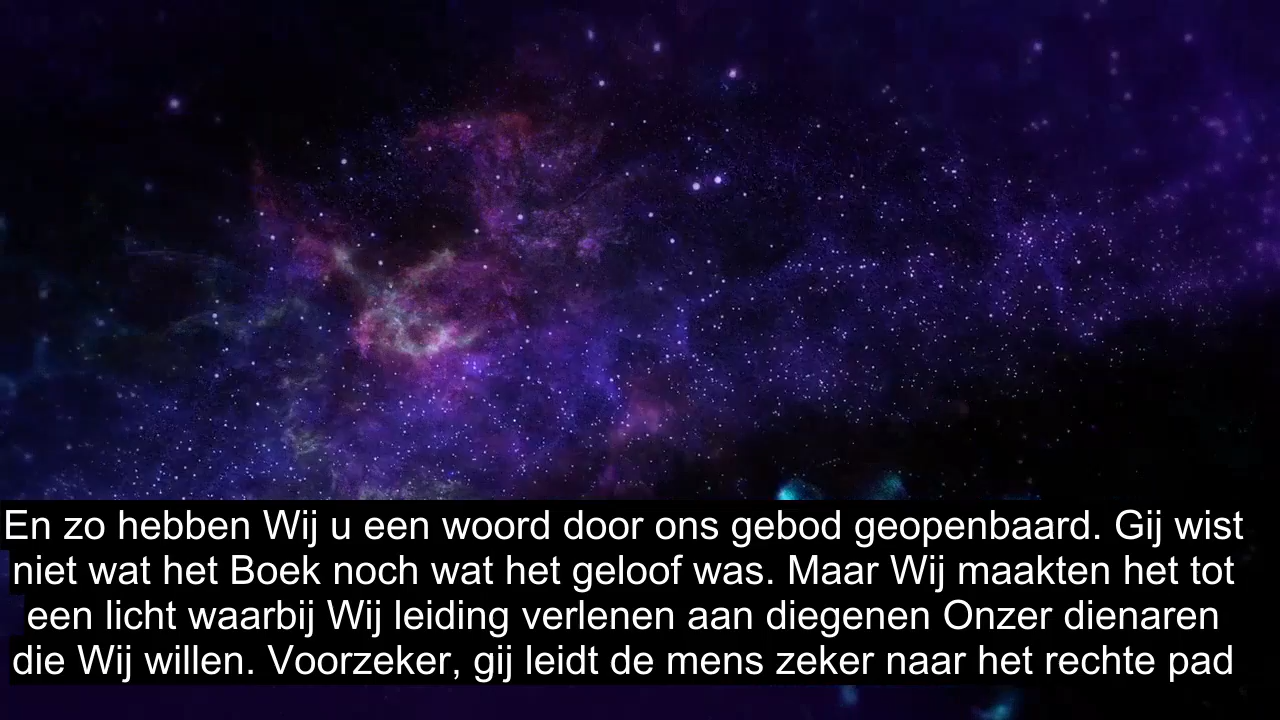 En zo hebben Wij u een woord door ons gebod geopenbaard. Gij wist
niet wat het Boek noch wat het geloof was. Maar Wij maakten het tot
een licht waarbij Wij leiding verlenen aan diegenen Onzer dienaren
die Wij willen. Voorzeker, gij leidt de mens zeker naar het rechte pad